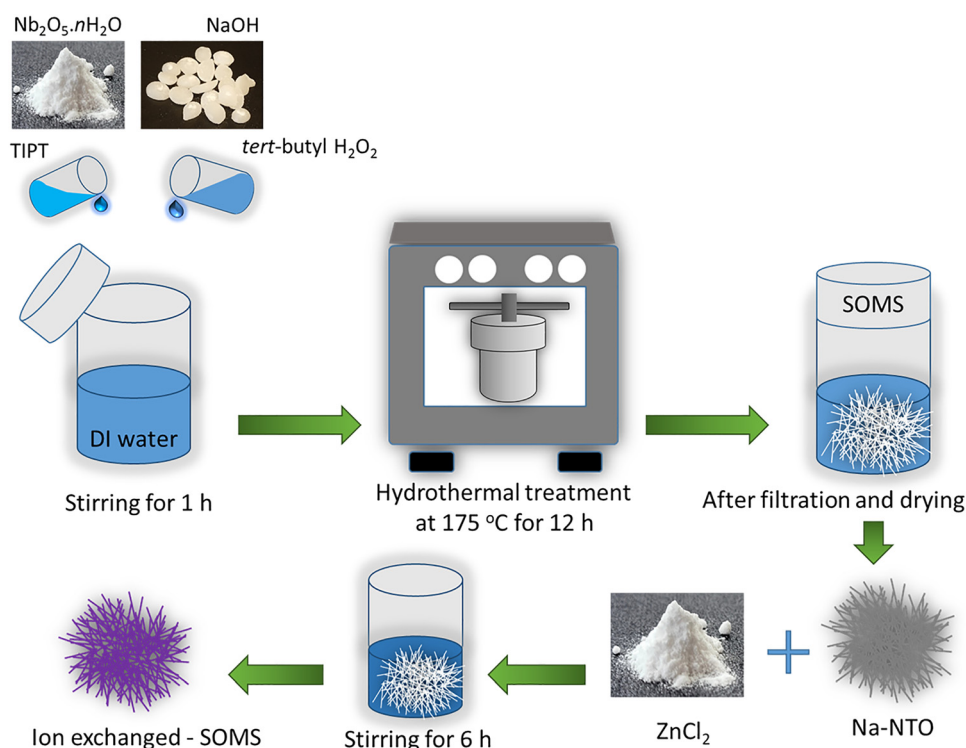 Nb₂O₅.nH₂O
NaOH
TIPT
tert-butyl H₂O₂
DI water
Stirring for 1 h
Hydrothermal treatment
at 175 °C for 12 h
SOMS
After filtration and drying
Na-NTO
ZnCl₂
Stirring for 6 h
Ion exchanged - SOMS